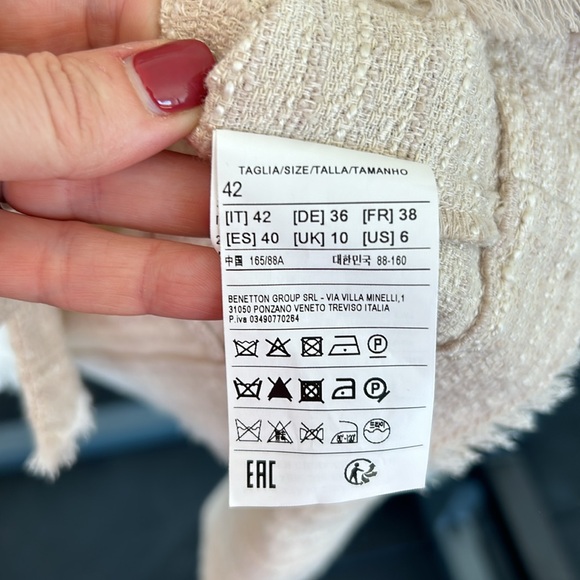 TAGLIA/SIZE/TALLA/TAMANHO
42
[IT] 42 [DE] 36 [FR] 38
[ES] 40 [UK] 10 [US] 6
中国 165/88A 대한민국 88-160
BENETTON GROUP SRL - VIA VILLA MINELLI,1
31050 PONZANO VENETO TREVISO ITALIA
P.iva 03490770264
P
P
EAC